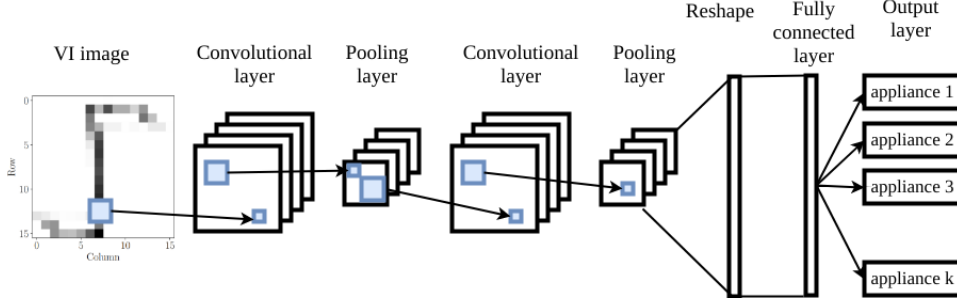 VI image
Convolutional
layer
Pooling
layer
Convolutional
layer
Pooling
layer
Reshape
Fully
connected
layer
Output
layer
0
5
10
15
Row
0
5
10
15
Column
appliance 1
appliance 2
appliance 3
appliance k